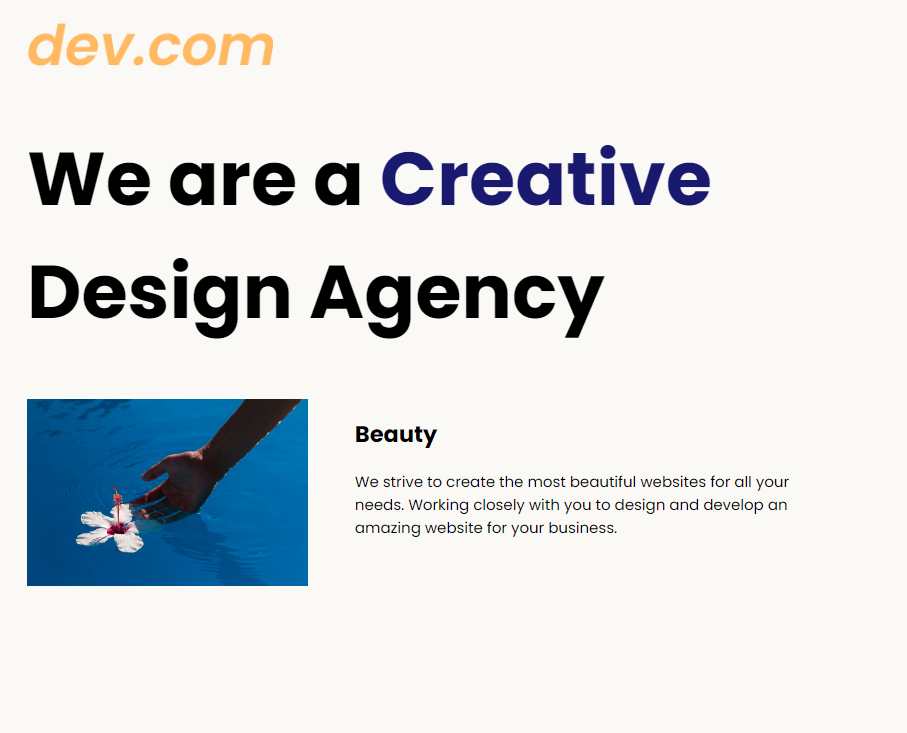 dev.com
We are a Creative
Design Agency
Beauty
We strive to create the most beautiful websites for all your
needs. Working closely with you to design and develop an
amazing website for your business.